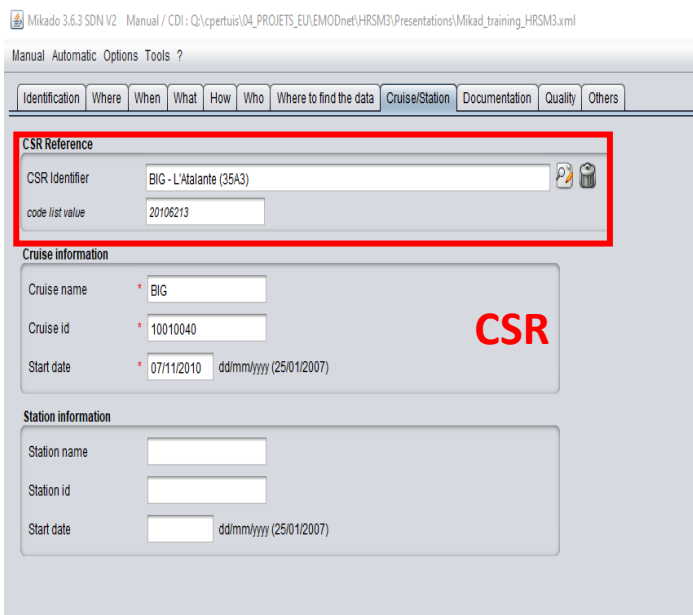 Mikado 3.6.3 SDN V2 Manual / CDI : Q:\cpertuis\04_PROJETS_EU\EMODnet\HRSM3\Presentations\Mikad_training_HRSM3.xml
Manual Automatic Options Tools ?
Identification Where When What How Who Where to find the data Cruise/Station Documentation Quality Others
CSR Reference
CSR Identifier BIG - L'Atalante (35A3)
code list value 20106213
Cruise information
Cruise name * BIG
CSR
Cruise id * 10010040
Start date * 07/11/2010 dd/mm/yyyy (25/01/2007)
Station information
Station name
Station id
Start date dd/mm/yyyy (25/01/2007)